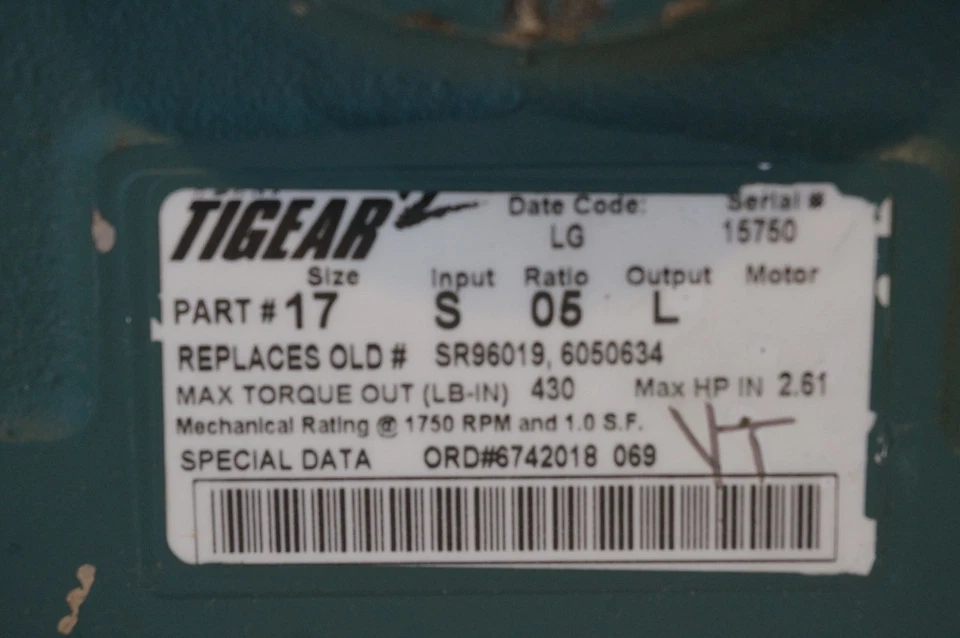 TIGEAR 2 Date Code: Serial #
LG 15750
Size Input Ratio Output Motor
PART # 17 S 05 L
REPLACES OLD # SR96019, 6050634
MAX TORQUE OUT (LB-IN) 430 Max HP IN 2.61
Mechanical Rating @ 1750 RPM and 1.0 S.F.
SPECIAL DATA ORD#6742018 069